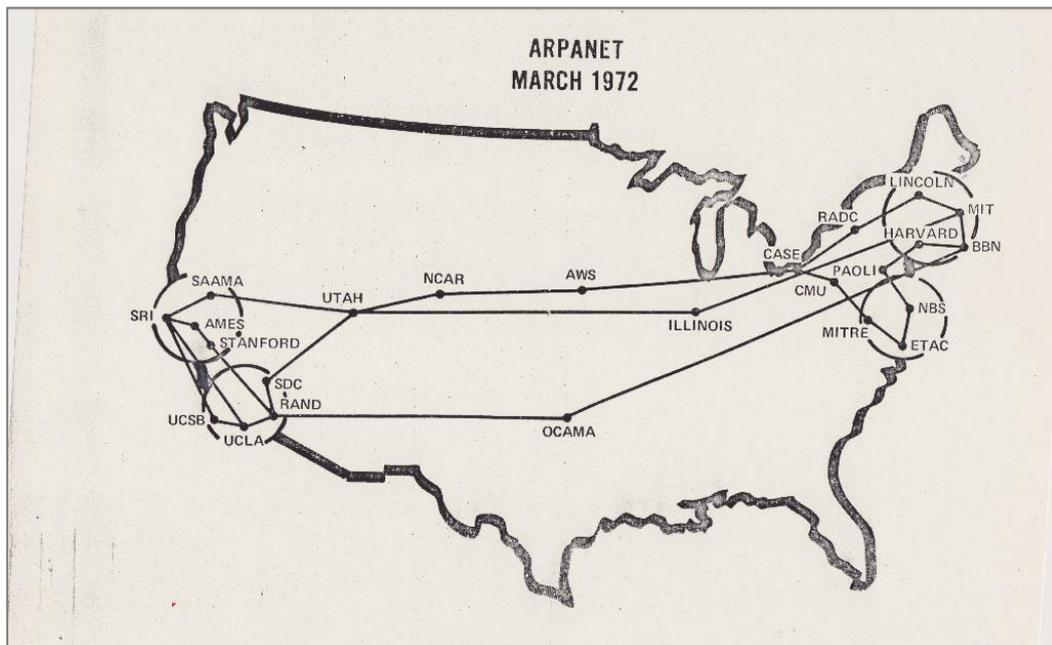 ARPANET
MARCH 1972
LINCOLN
MIT
RADC
HARVARD
BBN
CASE
PAOLI
CMU
NBS
MITRE
ETAC
SAAMA
UTAH
NCAR
AWS
ILLINOIS
SRI
AMES
STANFORD
SDC
RAND
UCSB
UCLA
OCAMA